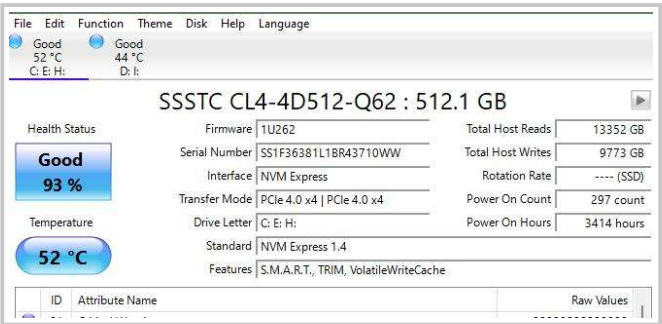 File Edit Function Theme Disk Help Language
Good Good
52 °C 44 °C
C: E: H: D: I:
SSSTC CL4-4D512-Q62 : 512.1 GB
Health Status
Good
93 %
Temperature
52 °C
Firmware 1U262
Serial Number SS1F36381L1BR43710WW
Interface NVM Express
Transfer Mode PCIe 4.0 x4 | PCIe 4.0 x4
Drive Letter C: E: H:
Standard NVM Express 1.4
Features S.M.A.R.T., TRIM, VolatileWriteCache
Total Host Reads 13352 GB
Total Host Writes 9773 GB
Rotation Rate ---- (SSD)
Power On Count 297 count
Power On Hours 3414 hours
ID Attribute Name Raw Values